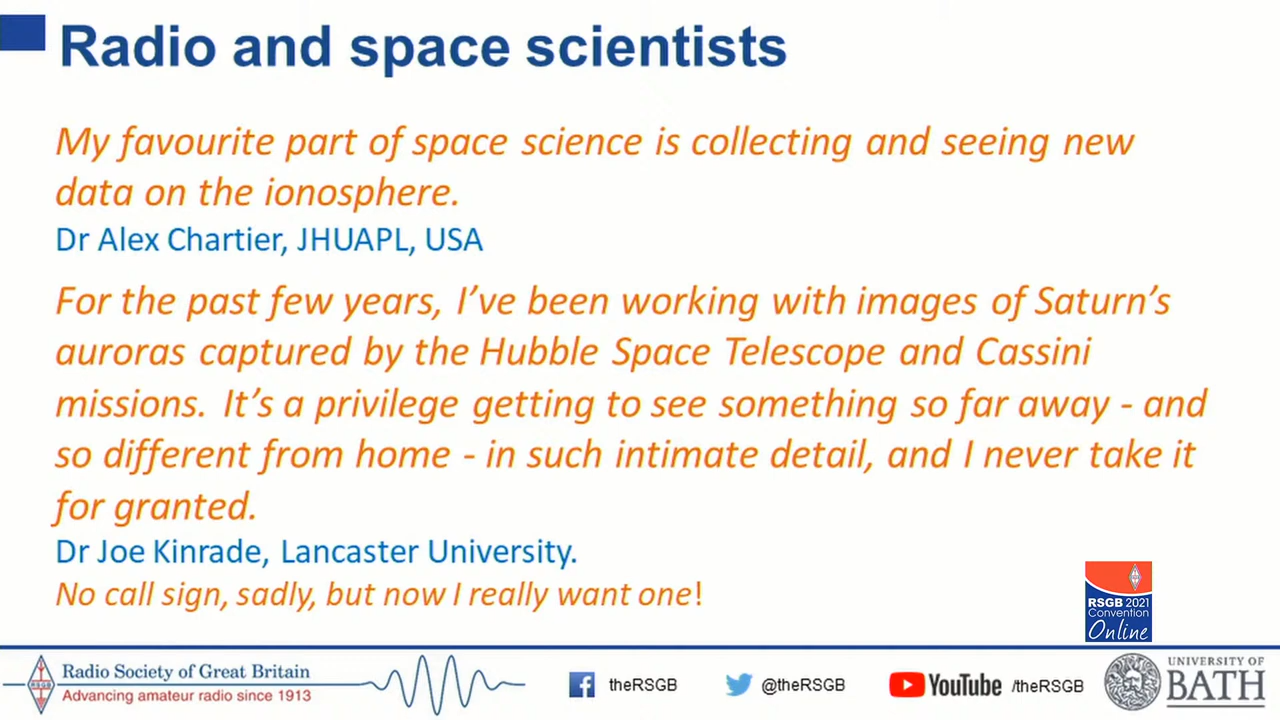 Radio and space scientists
My favourite part of space science is collecting and seeing new
data on the ionosphere.
Dr Alex Chartier, JHUAPL, USA
For the past few years, I’ve been working with images of Saturn’s
auroras captured by the Hubble Space Telescope and Cassini
missions. It’s a privilege getting to see something so far away - and
so different from home - in such intimate detail, and I never take it
for granted.
Dr Joe Kinrade, Lancaster University.
No call sign, sadly, but now I really want one!
RSGB 2021
Convention
Online
RSGB
Radio Society of Great Britain
Advancing amateur radio since 1913
theRSGB
@theRSGB
YouTube /theRSGB
UNIVERSITY OF
BATH